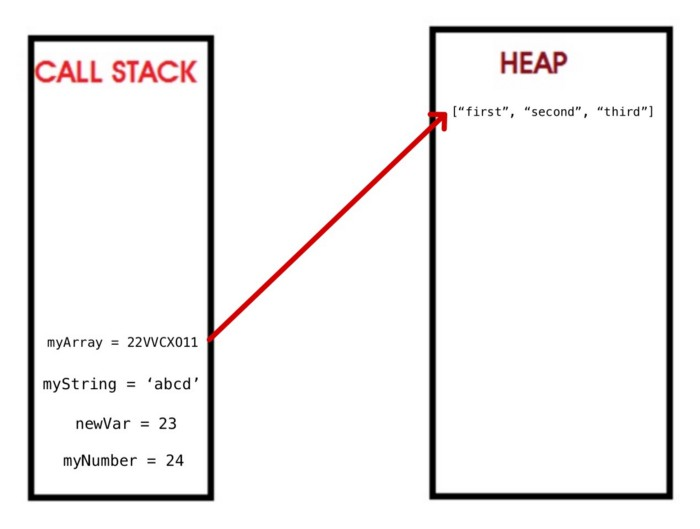 CALL STACK
myArray = 22VVCX011
myString = ‘abcd’
newVar = 23
myNumber = 24
HEAP
[“first”, “second”, “third”]